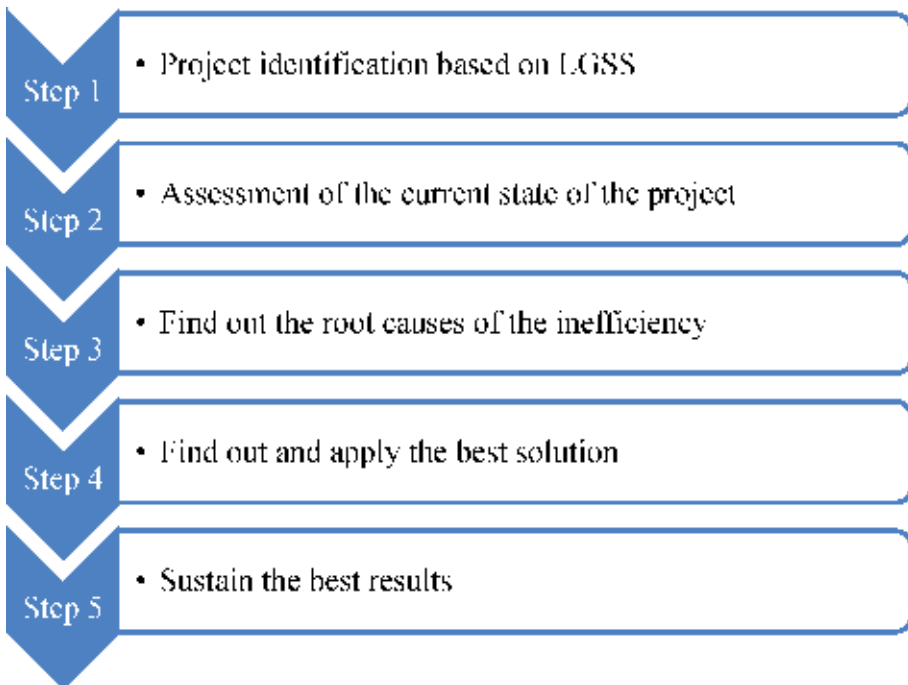 Step 1
• Project identification based on LGSS
Step 2
• Assessment of the current state of the project
Step 3
• Find out the root causes of the inefficiency
Step 4
• Find out and apply the best solution
Step 5
• Sustain the best results